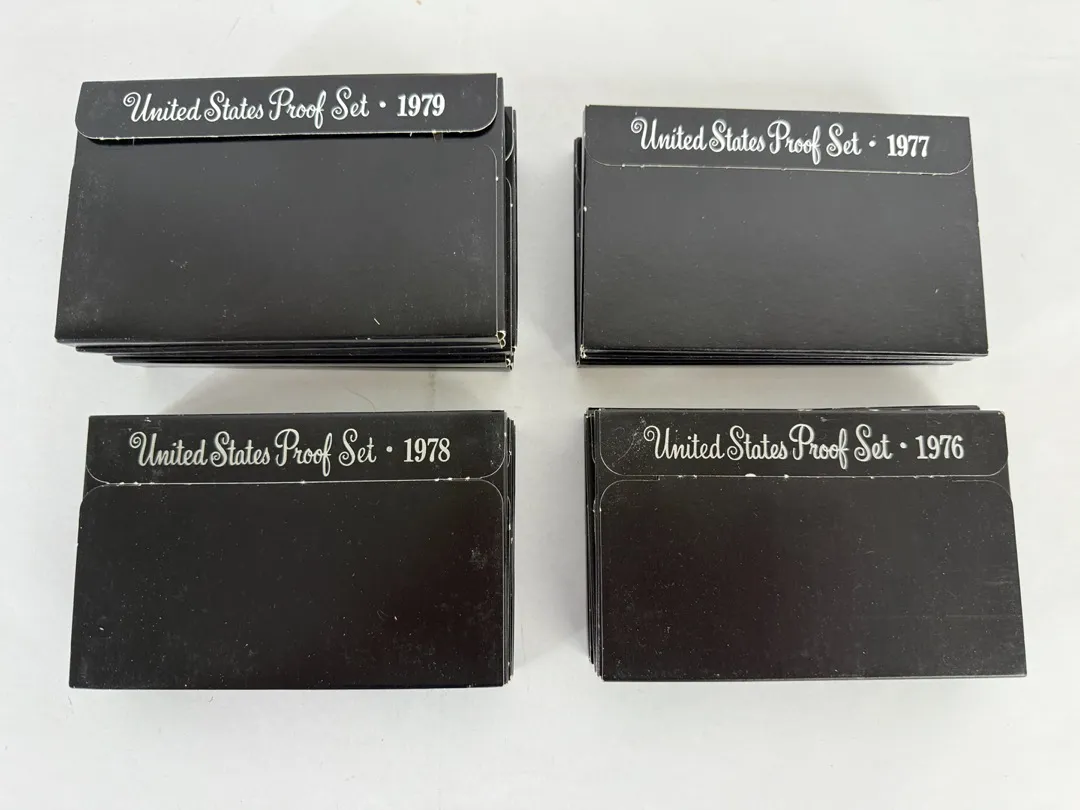 United States Proof Set • 1979
United States Proof Set • 1977
United States Proof Set • 1978
United States Proof Set • 1976